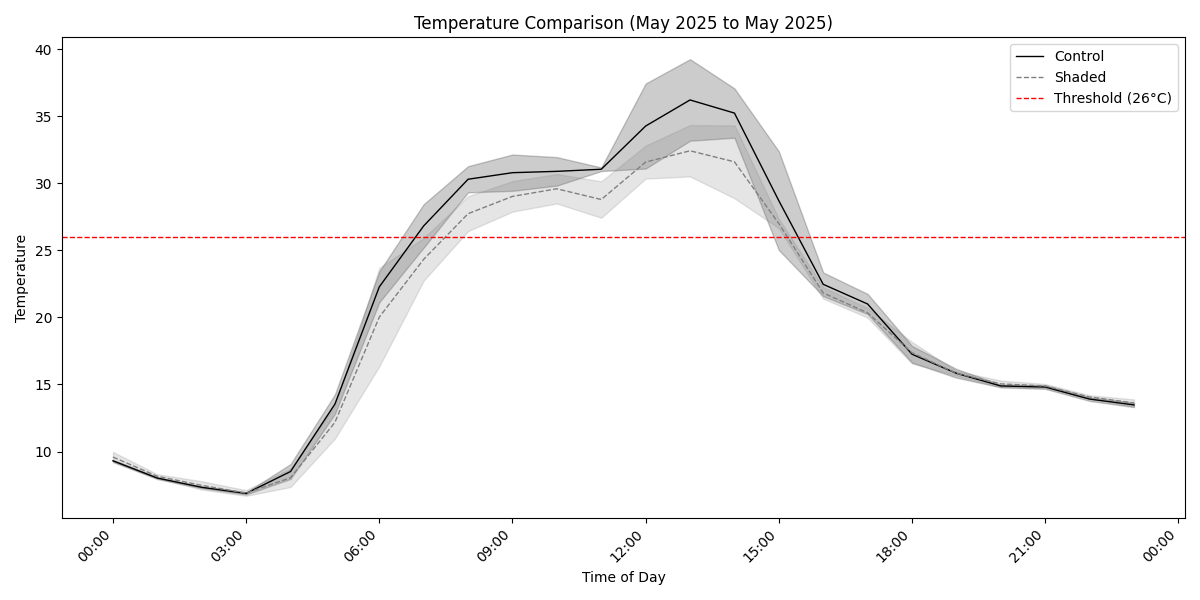 Temperature Comparison (May 2025 to May 2025)
Control
Shaded
Threshold (26°C)
Temperature
40
35
30
25
20
15
10
00:00
03:00
06:00
09:00
12:00
15:00
18:00
21:00
00:00
Time of Day